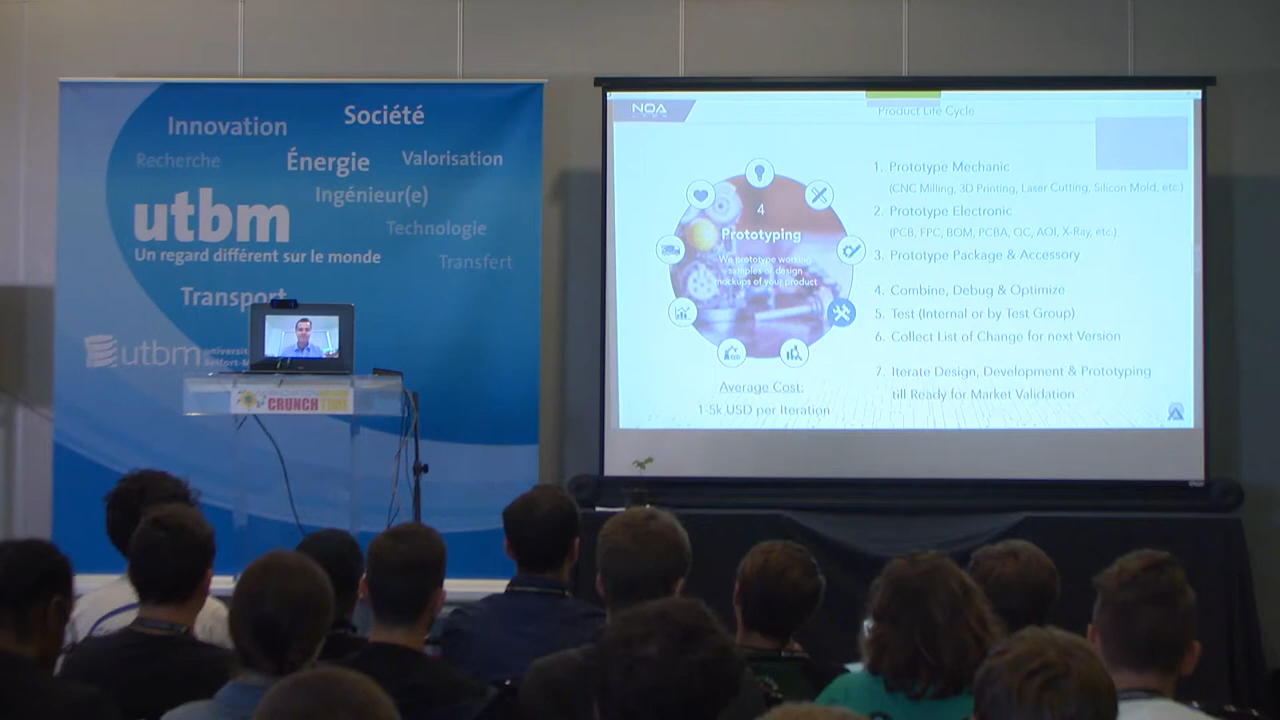 Société
Innovation
Recherche
Énergie
Valorisation
Ingénieur(e)
utbm
Technologie
Un regard différent sur le monde
Transfert
Transport
utbm
CRUNCH
TIME
NOA
Product Life Cycle
4
Prototyping
We prototype working
samples or design
mockups of your product
Average Cost:
1-5k USD per Iteration
1. Prototype Mechanic
(CNC Milling, 3D Printing, Laser Cutting, Silicon Mold, etc.)
2. Prototype Electronic
(PCB, FPC, BOM, PCBA, QC, AOI, X-Ray, etc.)
3. Prototype Package & Accessory
4. Combine, Debug & Optimize
5. Test (Internal or by Test Group)
6. Collect List of Change for next Version
7. Iterate Design, Development & Prototyping
till Ready for Market Validation